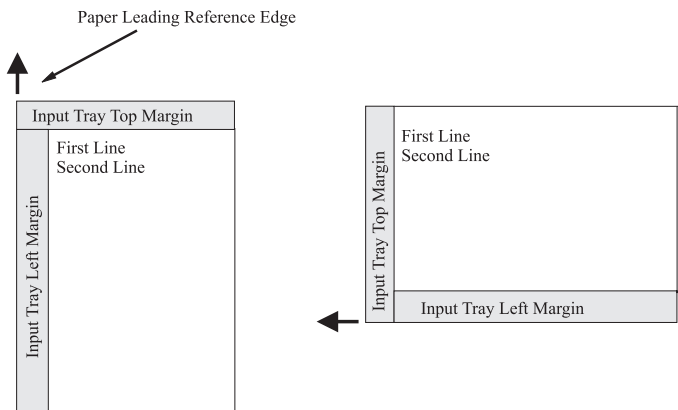 Paper Leading Reference Edge
Input Tray Top Margin
First Line
Second Line
Input Tray Left Margin
Input Tray Top Margin
First Line
Second Line
Input Tray Left Margin